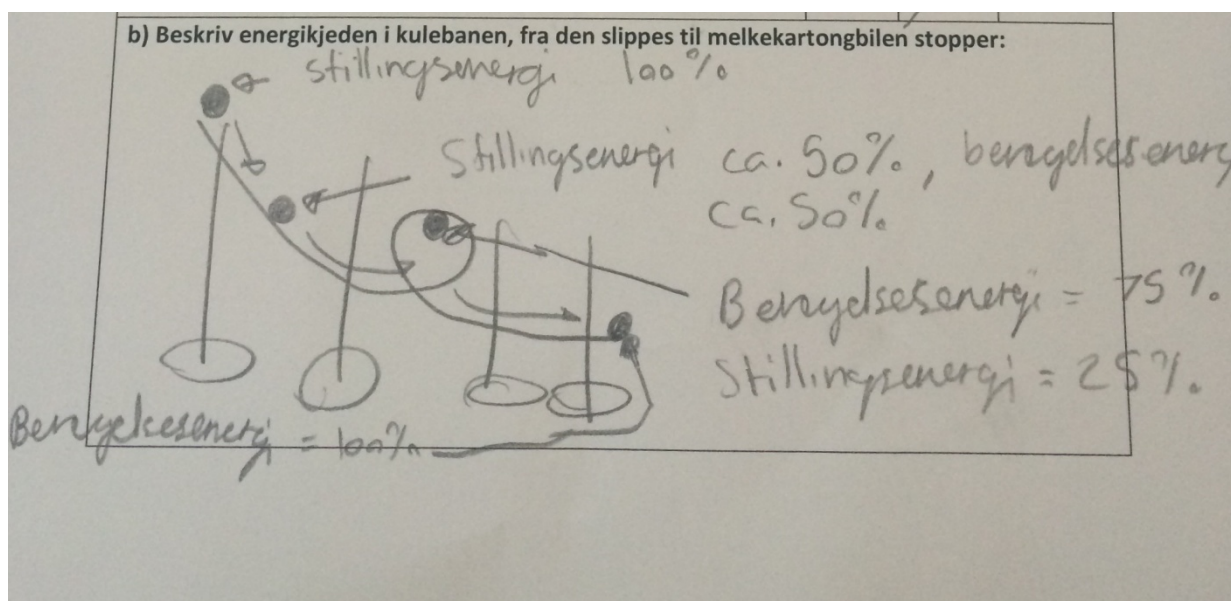 b) Beskriv energikjeden i kulebanen, fra den slippes til melkekartongbilen stopper:
stillingsenergi 100%
Stillingsenergi ca. 50%, bevegelsesenerg
ca. 50%
Bevegelsesenergi = 75%.
Stillingsenergi = 25%.
Bevegelsesenergi = 100%